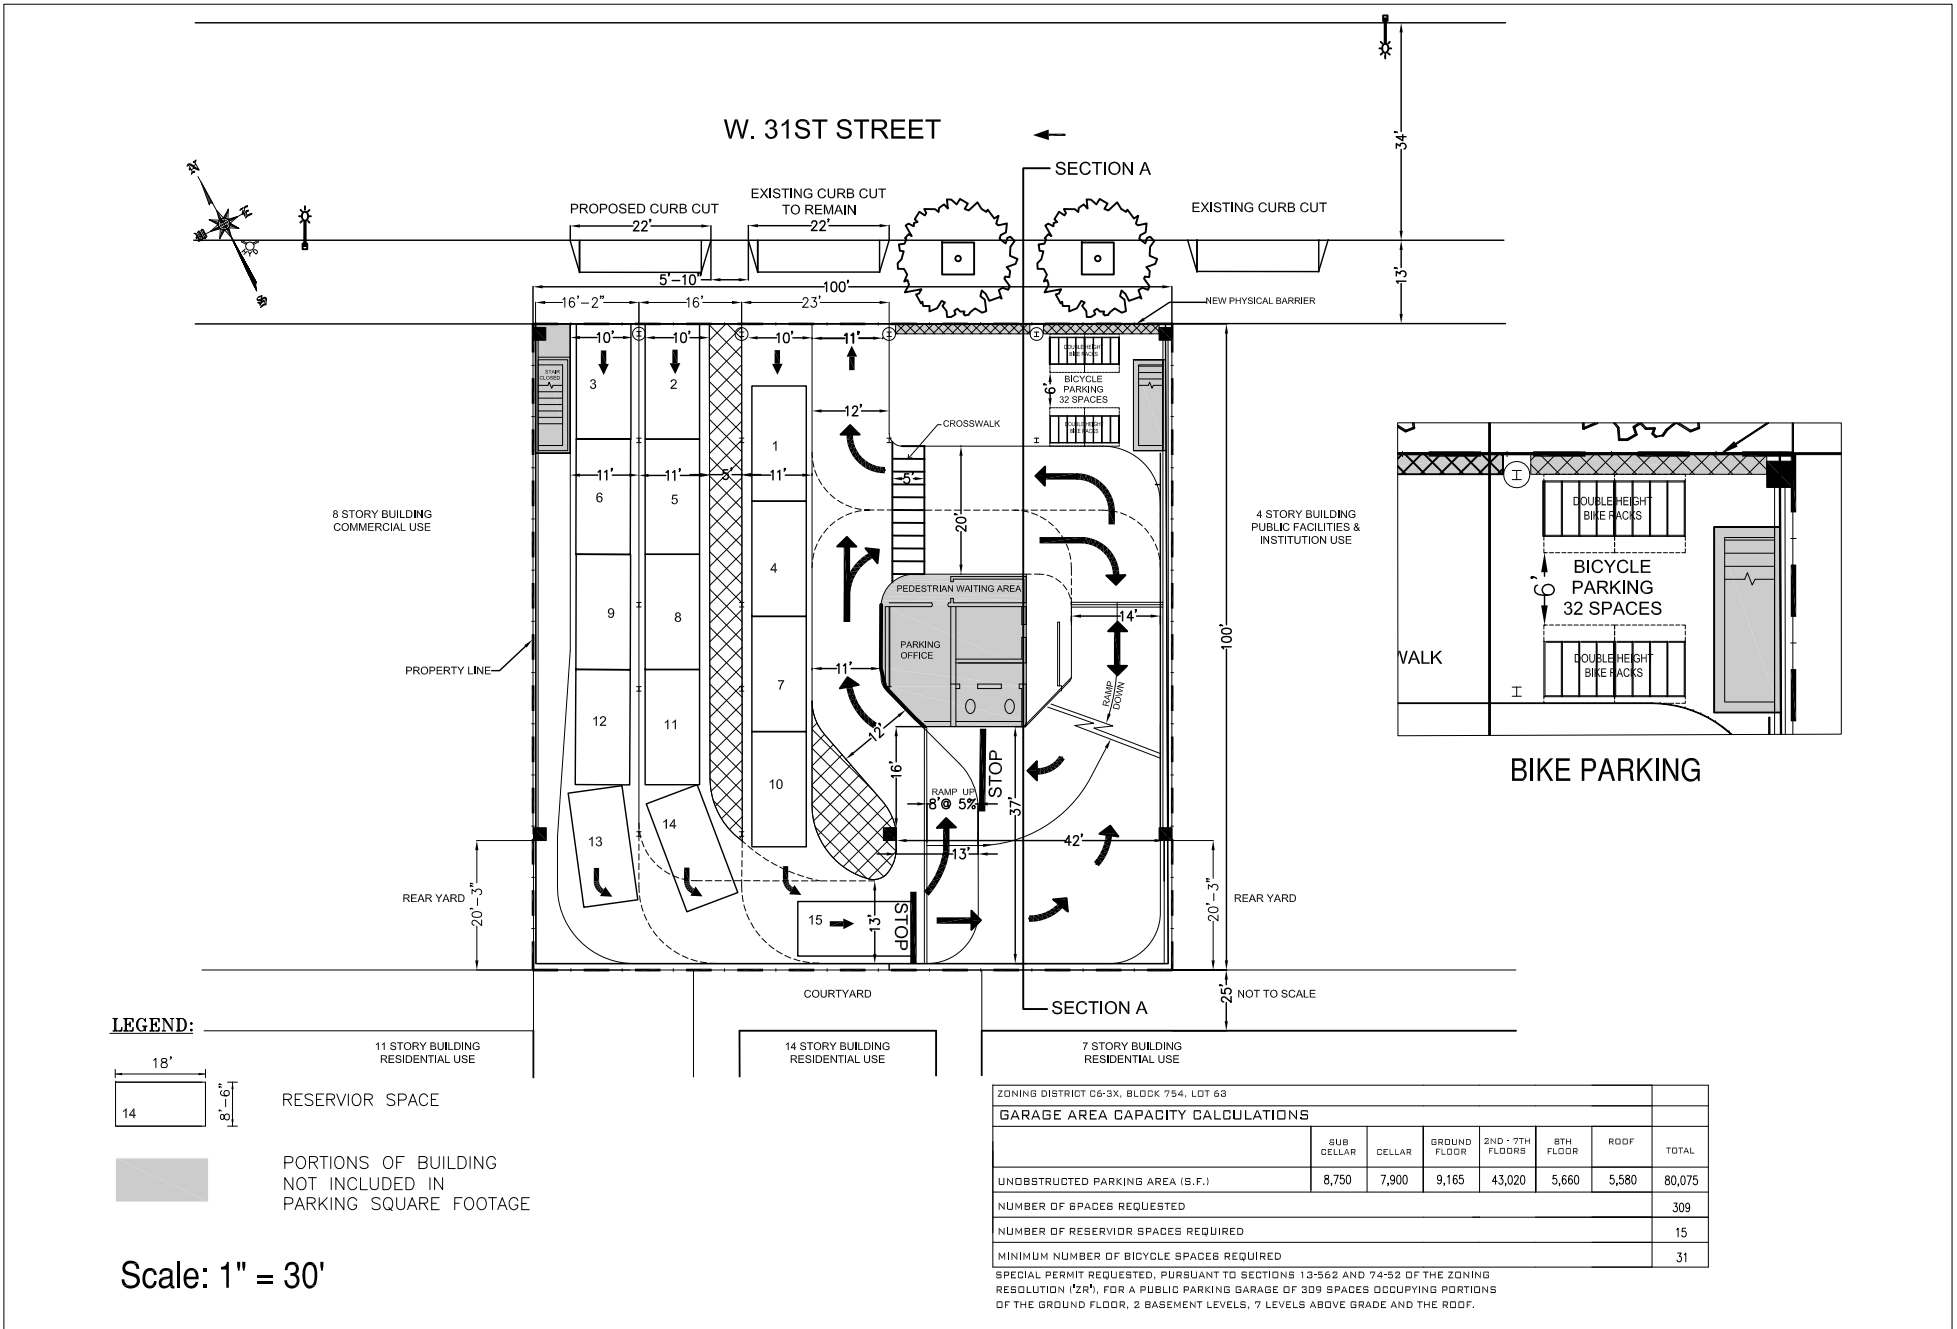 W. 31ST STREET
SECTION A
34'
N
E
W
S
PROPOSED CURB CUT
22'
EXISTING CURB CUT
TO REMAIN
22'
EXISTING CURB CUT
13'
5'-10"
100'
16'-2"
16'
23'
NEW PHYSICAL BARRIER
10'
10'
10'
11'
STAIR
CLOSED
3
2
DOUBLE HEIGHT
BIKE RACKS
BICYCLE
PARKING
32 SPACES
6'
DOUBLE HEIGHT
BIKE RACKS
12'
CROSSWALK
1
11'
11'
5'
11'
5'
6
5
20'
8 STORY BUILDING
COMMERCIAL USE
4 STORY BUILDING
PUBLIC FACILITIES &
INSTITUTION USE
4
PEDESTRIAN WAITING AREA
9
8
14'
100'
PARKING
OFFICE
PROPERTY LINE
11'
7
RAMP
DOWN
12
11
12'
16'
STOP
10
RAMP UP
8'@ 5%
37'
13
14
42'
13'
REAR YARD
20'-3"
REAR YARD
20'-3"
15
13'
STOP
COURTYARD
25'
NOT TO SCALE
SECTION A
11 STORY BUILDING
RESIDENTIAL USE
14 STORY BUILDING
RESIDENTIAL USE
7 STORY BUILDING
RESIDENTIAL USE
DOUBLE HEIGHT
BIKE RACKS
BICYCLE
PARKING
32 SPACES
6'
WALK
DOUBLE HEIGHT
BIKE RACKS
BIKE PARKING
LEGEND:
18'
14
8'-6"
RESERVIOR SPACE
PORTIONS OF BUILDING
NOT INCLUDED IN
PARKING SQUARE FOOTAGE
Scale: 1" = 30'
ZONING DISTRICT C6-3X, BLOCK 754, LOT 63
GARAGE AREA CAPACITY CALCULATIONS
SUB CELLAR CELLAR GROUND FLOOR 2ND - 7TH FLOORS 8TH FLOOR ROOF TOTAL
UNOBSTRUCTED PARKING AREA (S.F.) 8,750 7,900 9,165 43,020 5,660 5,580 80,075
NUMBER OF SPACES REQUESTED 309
NUMBER OF RESERVIOR SPACES REQUIRED 15
MINIMUM NUMBER OF BICYCLE SPACES REQUIRED 31
SPECIAL PERMIT REQUESTED, PURSUANT TO SECTIONS 13-562 AND 74-52 OF THE ZONING
RESOLUTION ("ZR"), FOR A PUBLIC PARKING GARAGE OF 309 SPACES OCCUPYING PORTIONS
OF THE GROUND FLOOR, 2 BASEMENT LEVELS, 7 LEVELS ABOVE GRADE AND THE ROOF.